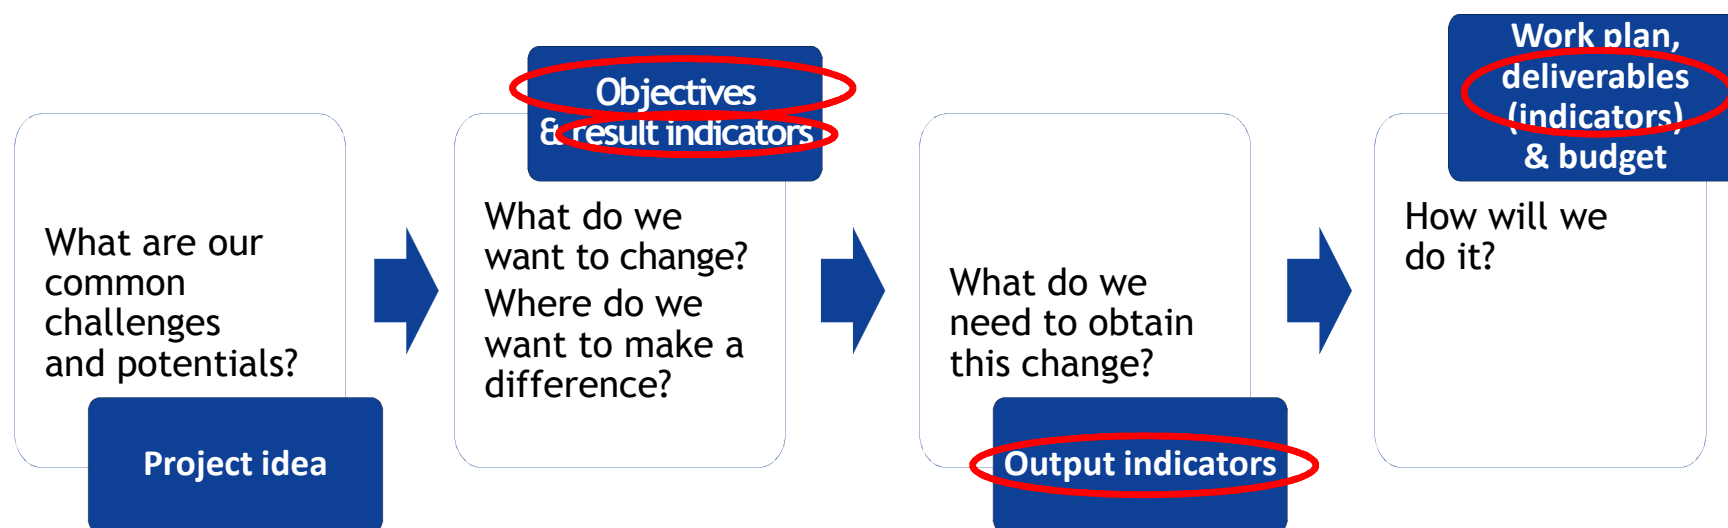 What are our
common
challenges
and potentials?
Project idea
Objectives
& result indicators
What do we
want to change?
Where do we
want to make a
difference?
What do we
need to obtain
this change?
Output indicators
Work plan,
deliverables
(indicators)
& budget
How will we
do it?